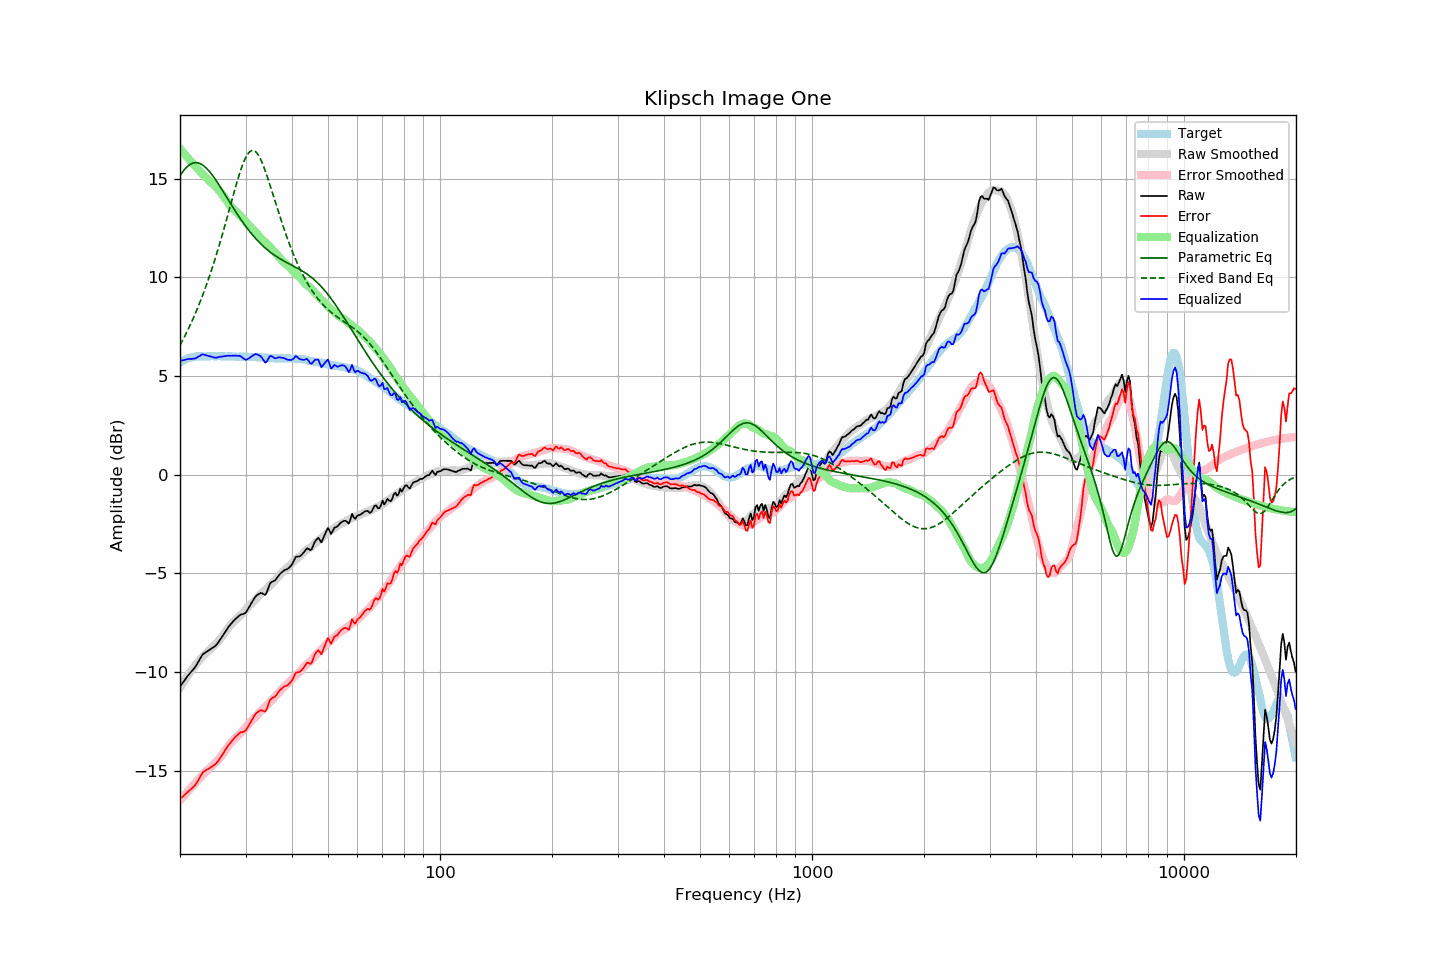 Klipsch Image One
Target
Raw Smoothed
Error Smoothed
Raw
Error
Equalization
Parametric Eq
Fixed Band Eq
Equalized
15
10
5
0
−5
−10
−15
Amplitude (dBr)
100
1000
10000
Frequency (Hz)